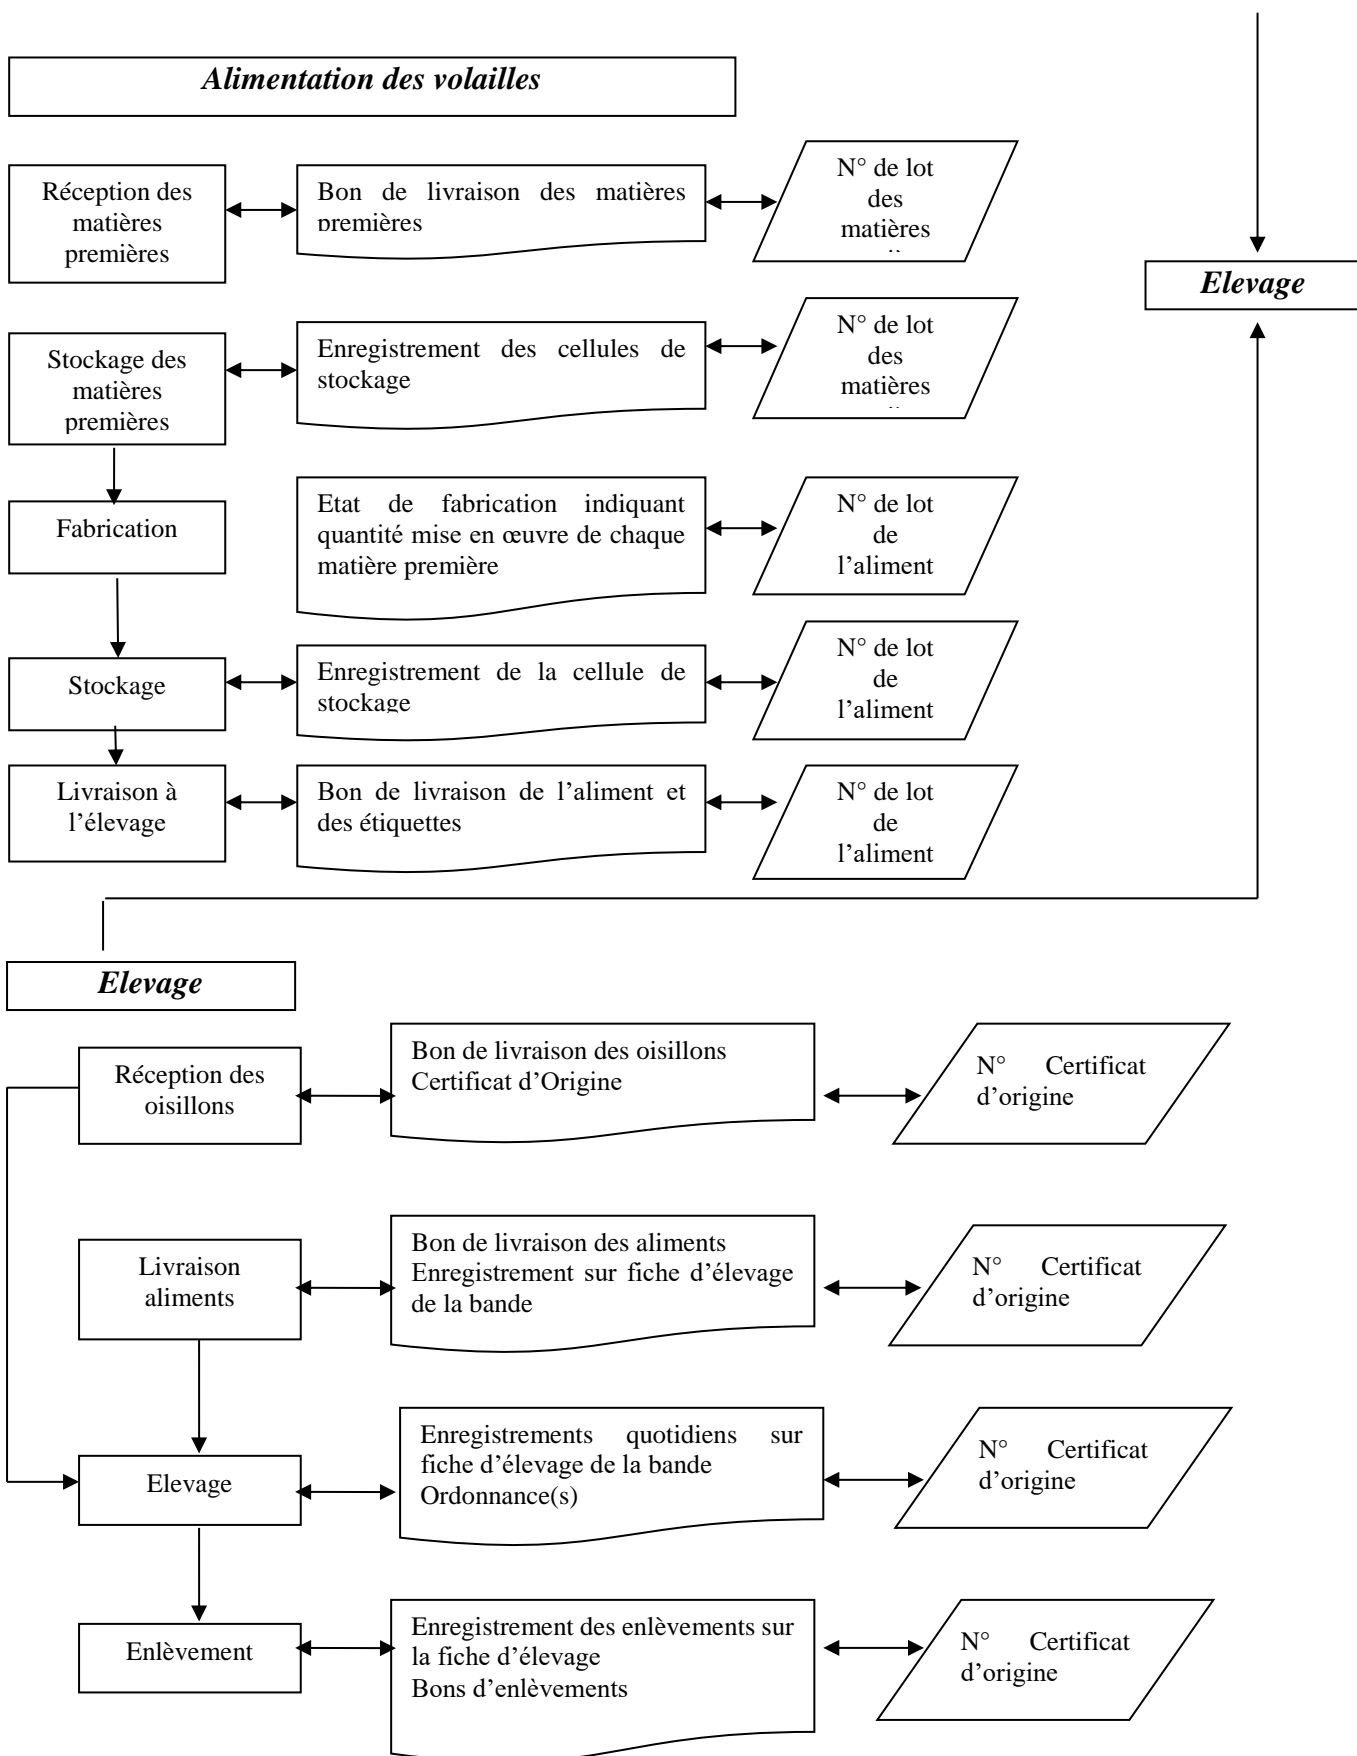 Alimentation des volailles
Réception des
matières
premières
Bon de livraison des matières
premières
N° de lot
des
matières
Elevage
Stockage des
matières
premières
Enregistrement des cellules de
stockage
N° de lot
des
matières
Fabrication
Etat de fabrication indiquant
quantité mise en œuvre de chaque
matière première
N° de lot
de
l’aliment
Stockage
Enregistrement de la cellule de
stockage
N° de lot
de
l’aliment
Livraison à
l’élevage
Bon de livraison de l’aliment et
des étiquettes
N° de lot
de
l’aliment
Elevage
Réception des
oisillons
Bon de livraison des oisillons
Certificat d’Origine
N° Certificat
d’origine
Livraison
aliments
Bon de livraison des aliments
Enregistrement sur fiche d’élevage
de la bande
N° Certificat
d’origine
Elevage
Enregistrements quotidiens sur
fiche d’élevage de la bande
Ordonnance(s)
N° Certificat
d’origine
Enlèvement
Enregistrement des enlèvements sur
la fiche d’élevage
Bons d’enlèvements
N° Certificat
d’origine